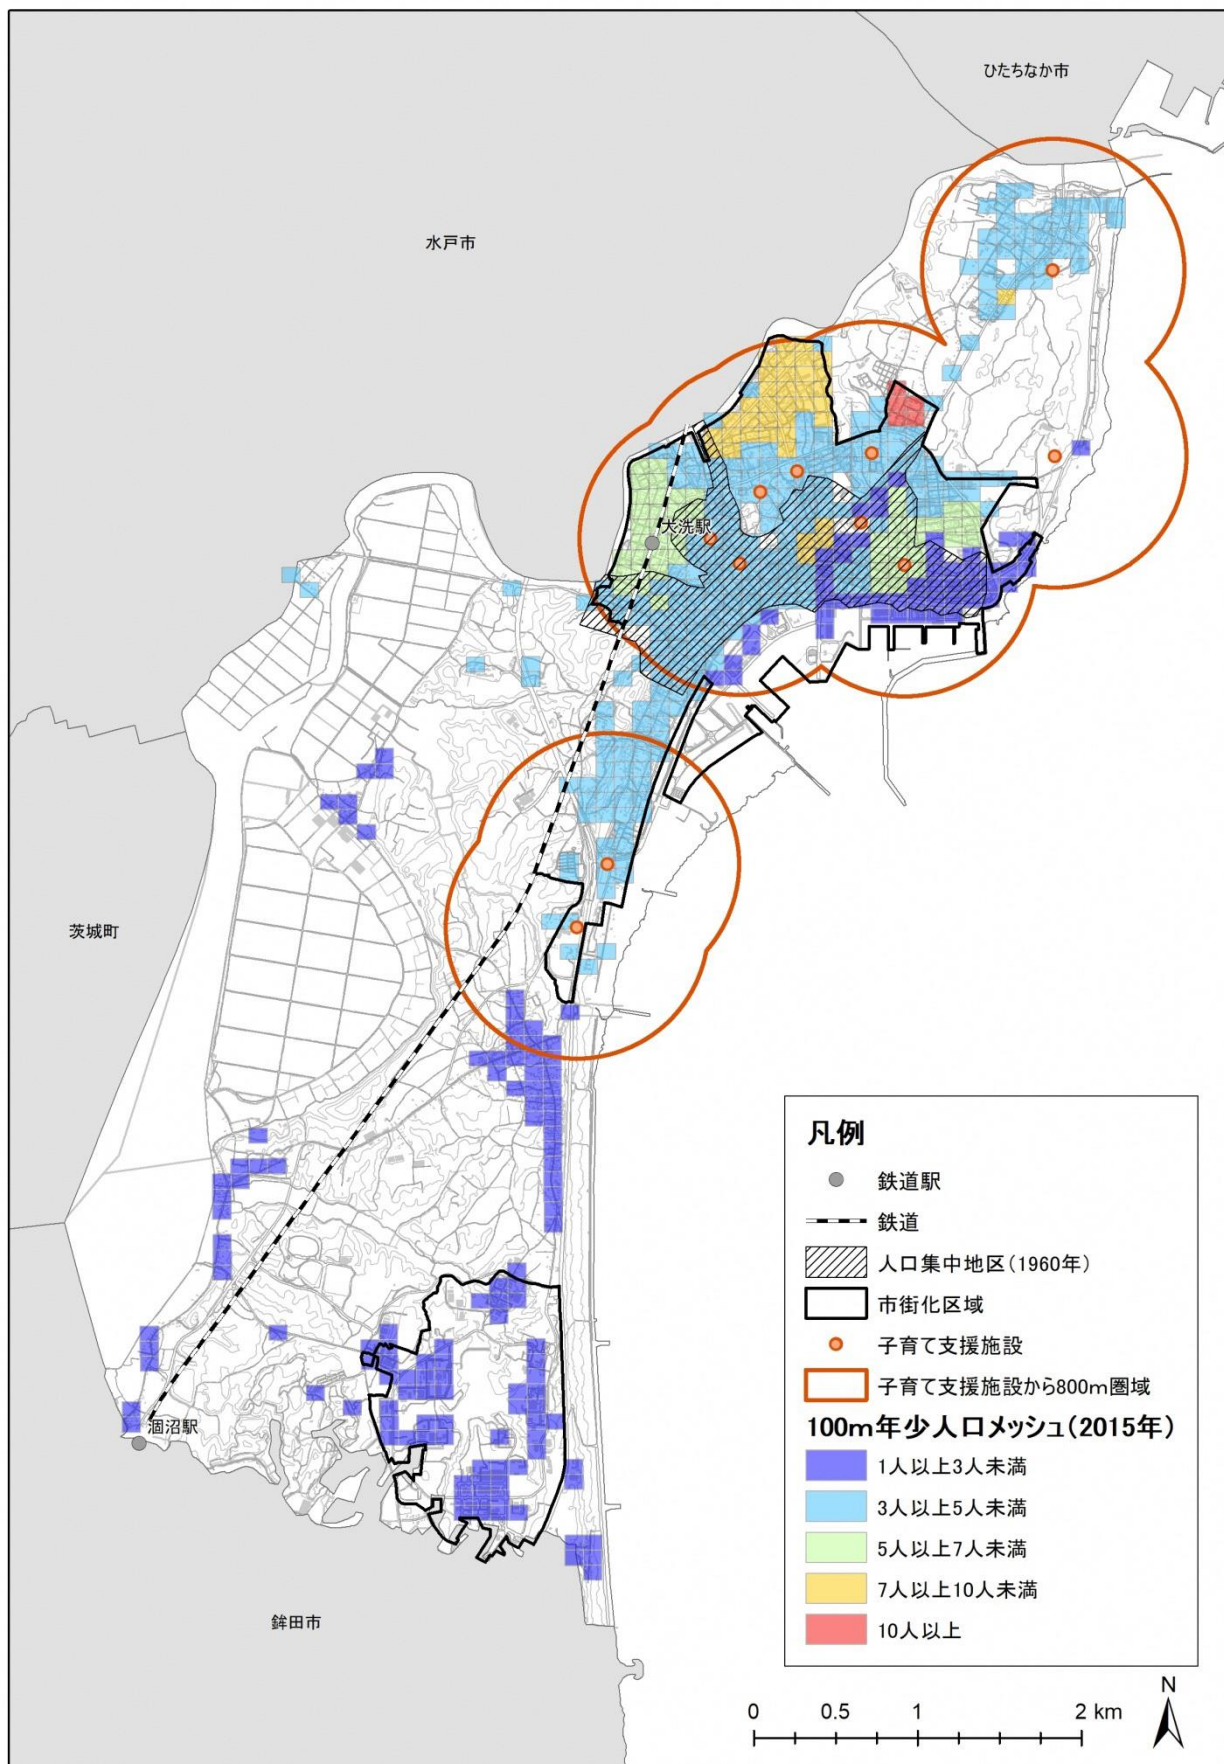 ひたちなか市
水戸市
大洗駅
茨城町
涸沼駅
鉾田市
凡例
鉄道駅
鉄道
人口集中地区(1960年)
市街化区域
子育て支援施設
子育て支援施設から800m圏域
100m年少人口メッシュ(2015年)
1人以上3人未満
3人以上5人未満
5人以上7人未満
7人以上10人未満
10人以上
N
0 0.5 1 2 km